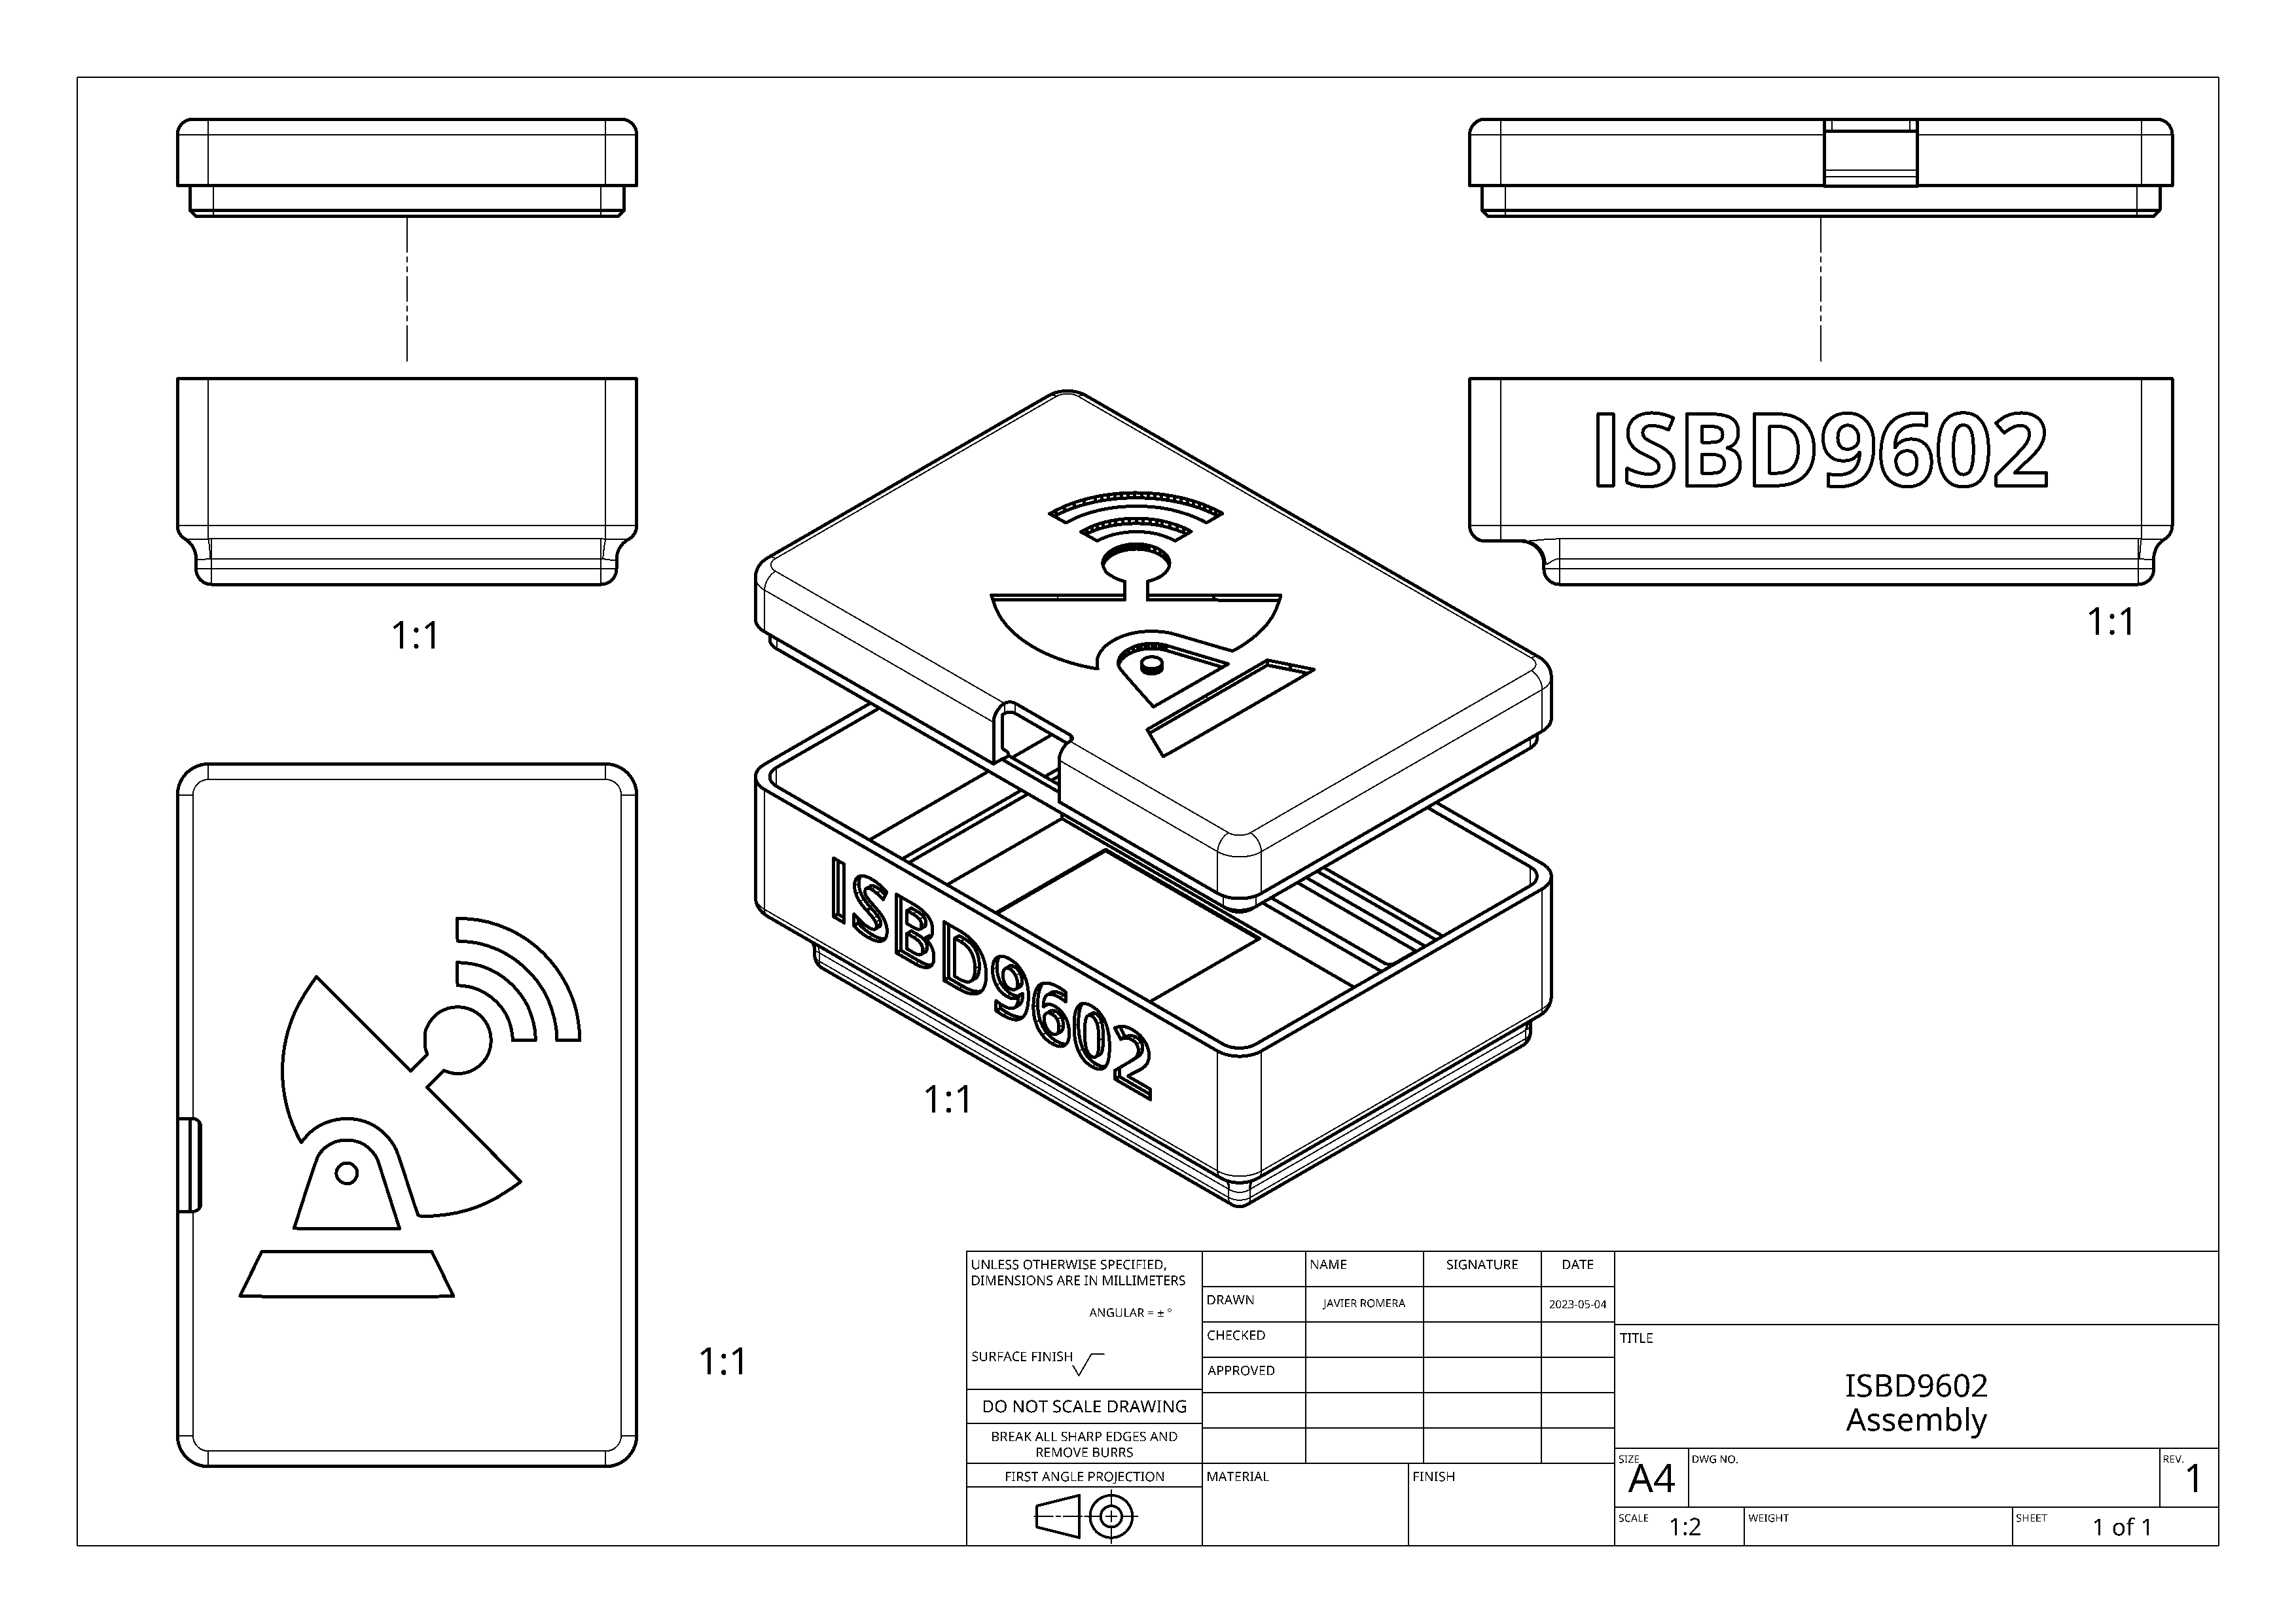 ISBD9602
1:1
1:1
ISBD9602
1:1
1:1
UNLESS OTHERWISE SPECIFIED,
DIMENSIONS ARE IN MILLIMETERS
ANGULAR = ± °
SURFACE FINISH
DO NOT SCALE DRAWING
BREAK ALL SHARP EDGES AND
REMOVE BURRS
FIRST ANGLE PROJECTION
NAME
SIGNATURE
DATE
DRAWN
JAVIER ROMERA
2023-05-04
CHECKED
APPROVED
MATERIAL
FINISH
TITLE
ISBD9602
Assembly
SIZE
A4
DWG NO.
REV.
1
SCALE
1:2
WEIGHT
SHEET
1 of 1